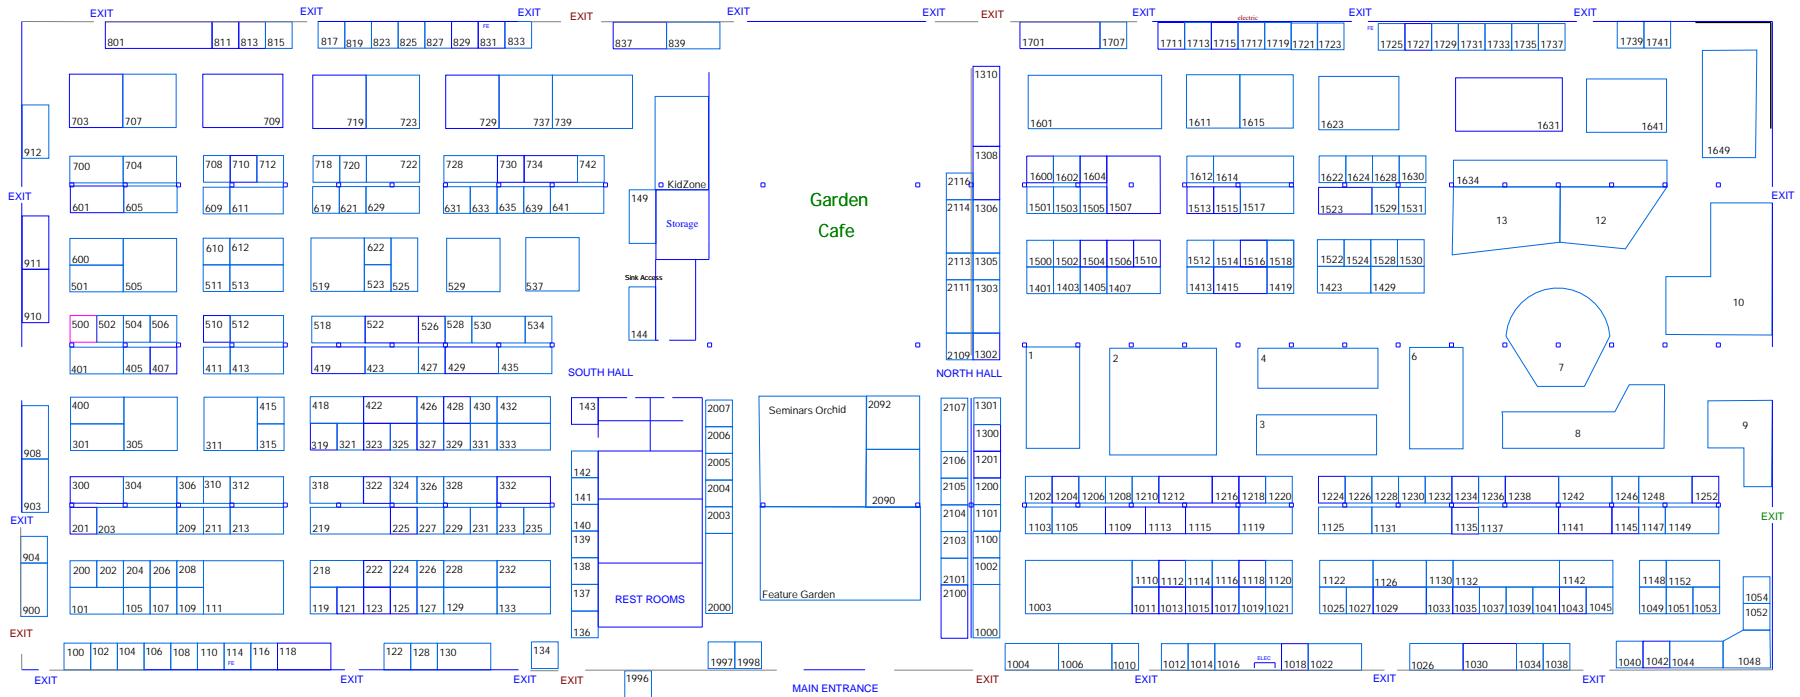 EXIT EXIT EXIT EXIT EXIT EXIT EXIT EXIT EXIT EXIT
801 811 813 815 817 819 823 825 827 829 FE 831 833 837 839 1701 1707 1711 1713 1715 electric 1717 1719 1721 1723 FE 1725 1727 1729 1731 1733 1735 1737 1739 1741
1310
703 707 709 719 723 729 737 739 1601 1611 1615 1623 1631 1641
912
1649
700 704 708 710 712 718 720 722 728 730 734 742 1308 1600 1602 1604 1612 1614 1622 1624 1628 1630 1634
KidZone 2116
EXIT EXIT
601 605 609 611 619 621 629 631 633 635 639 641 149 Garden 2114 1306 1501 1503 1505 1507 1513 1515 1517 1523 1529 1531 13 12
Storage Cafe
600 610 612 622 1500 1502 1504 1506 1510 1512 1514 1516 1518 1522 1524 1528 1530
911 2113 1305
Sink Access
501 505 511 513 519 523 525 529 537 2111 1303 1401 1403 1405 1407 1413 1415 1419 1423 1429
910 10
500 502 504 506 510 512 518 522 526 528 530 534 144
2109 1302 1 2 4 6
401 405 407 411 413 419 423 427 429 435 7
SOUTH HALL NORTH HALL
400 415 418 422 426 428 430 432 143 2007 Seminars Orchid 2092 2107 1301
301 305 311 315 319 321 323 325 327 329 331 333 2006 1300 3 8 9
908
142 2005 2106 1201
300 304 306 310 312 318 322 324 326 328 332 141 2004 2090 2105 1200 1202 1204 1206 1208 1210 1212 1216 1218 1220 1224 1226 1228 1230 1232 1234 1236 1238 1242 1246 1248 1252
903
EXIT EXIT
201 203 209 211 213 219 225 227 229 231 233 235 140 2003 2104 1101 1103 1105 1109 1113 1115 1119 1125 1131 1135 1137 1141 1145 1147 1149
904 139 2103 1100
200 202 204 206 208 218 222 224 226 228 232 138 2101 1002 1110 1112 1114 1116 1118 1120 1122 1126 1130 1132 1142 1148 1152
137 REST ROOMS Feature Garden 2100 1054
900 101 105 107 109 111 119 121 123 125 127 129 133 2000 1003 1011 1013 1015 1017 1019 1021 1025 1027 1029 1033 1035 1037 1039 1041 1043 1045 1049 1051 1053 1052
EXIT 136 1000
100 102 104 106 108 110 114 FE 116 118 122 128 130 134 1997 1998 1004 1006 1010 1012 1014 1016 ELEC 1018 1022 1026 1030 1034 1038 1040 1042 1044 1048
EXIT EXIT EXIT EXIT 1996 MAIN ENTRANCE EXIT EXIT EXIT EXIT